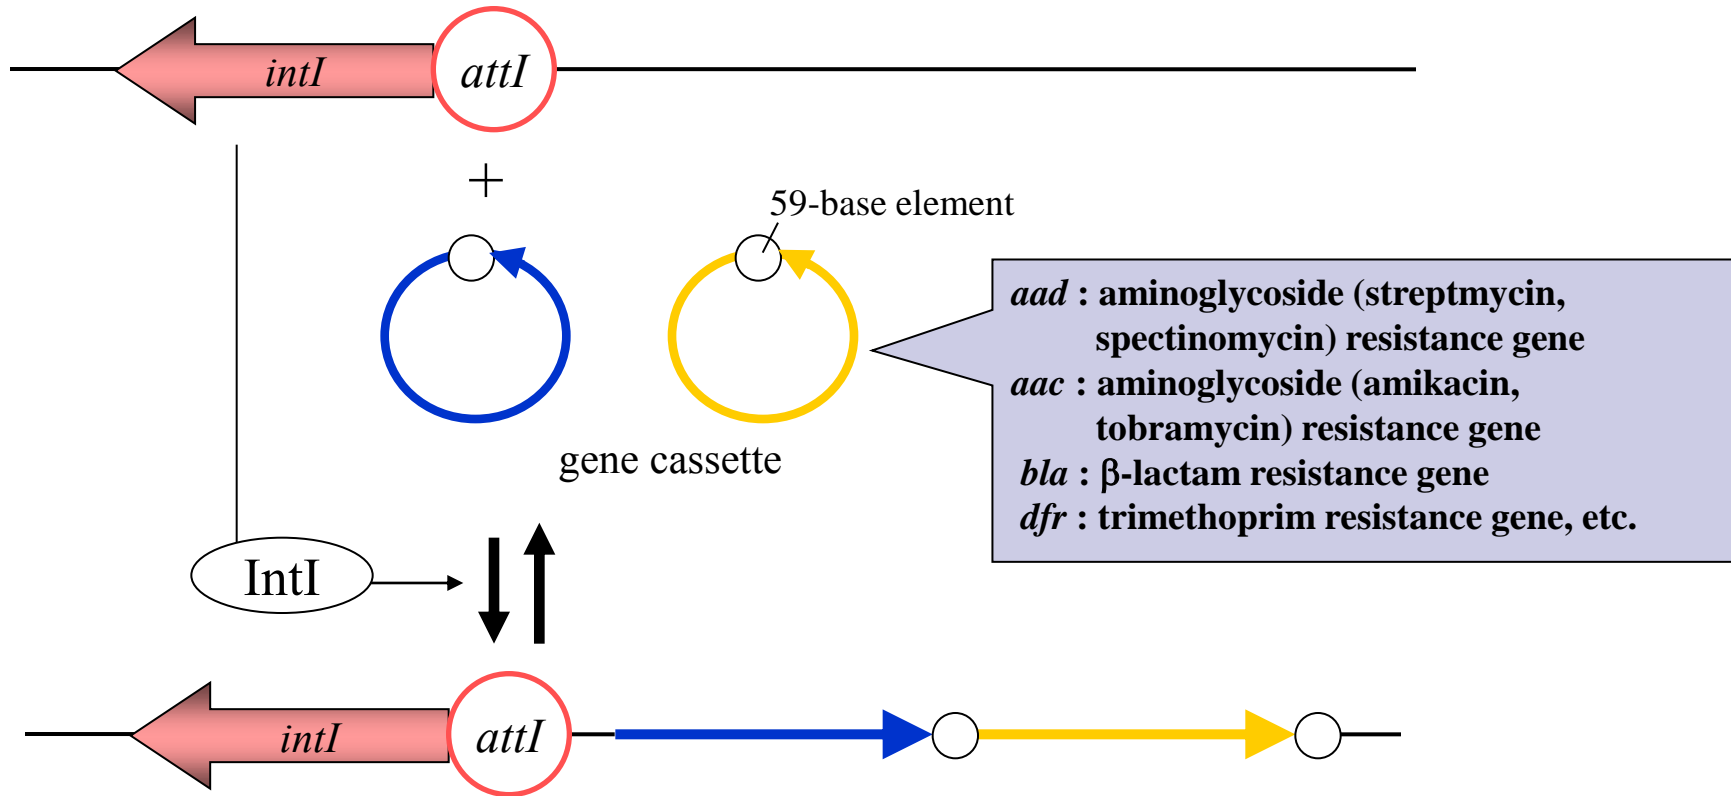 intI
attI
+
59-base element
aad : aminoglycoside (streptmycin,
spectinomycin) resistance gene
aac : aminoglycoside (amikacin,
tobramycin) resistance gene
bla : β-lactam resistance gene
dfr : trimethoprim resistance gene, etc.
gene cassette
IntI
intI
attI